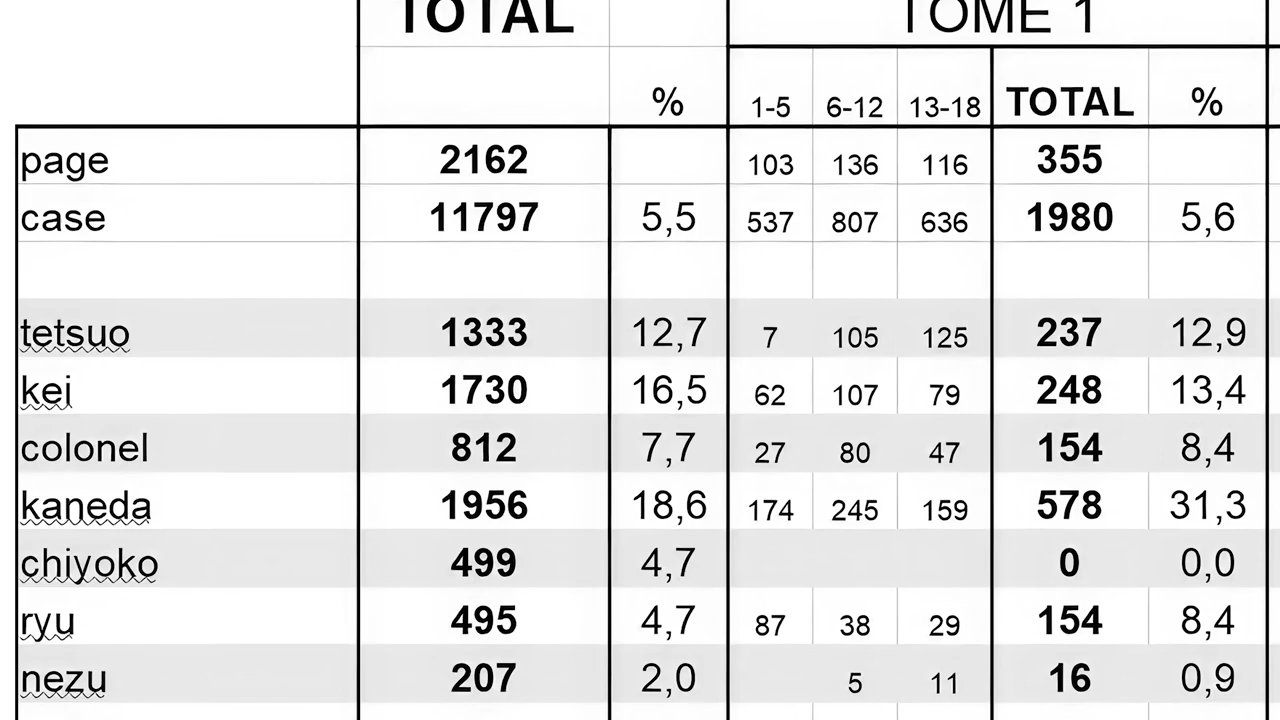 TOTAL TOME 1
% 1-5 6-12 13-18 TOTAL %
page 2162 103 136 116 355
case 11797 5,5 537 807 636 1980 5,6
tetsuo 1333 12,7 7 105 125 237 12,9
kei 1730 16,5 62 107 79 248 13,4
colonel 812 7,7 27 80 47 154 8,4
kaneda 1956 18,6 174 245 159 578 31,3
chiyoko 499 4,7 0 0,0
ryu 495 4,7 87 38 29 154 8,4
nezu 207 2,0 5 11 16 0,9